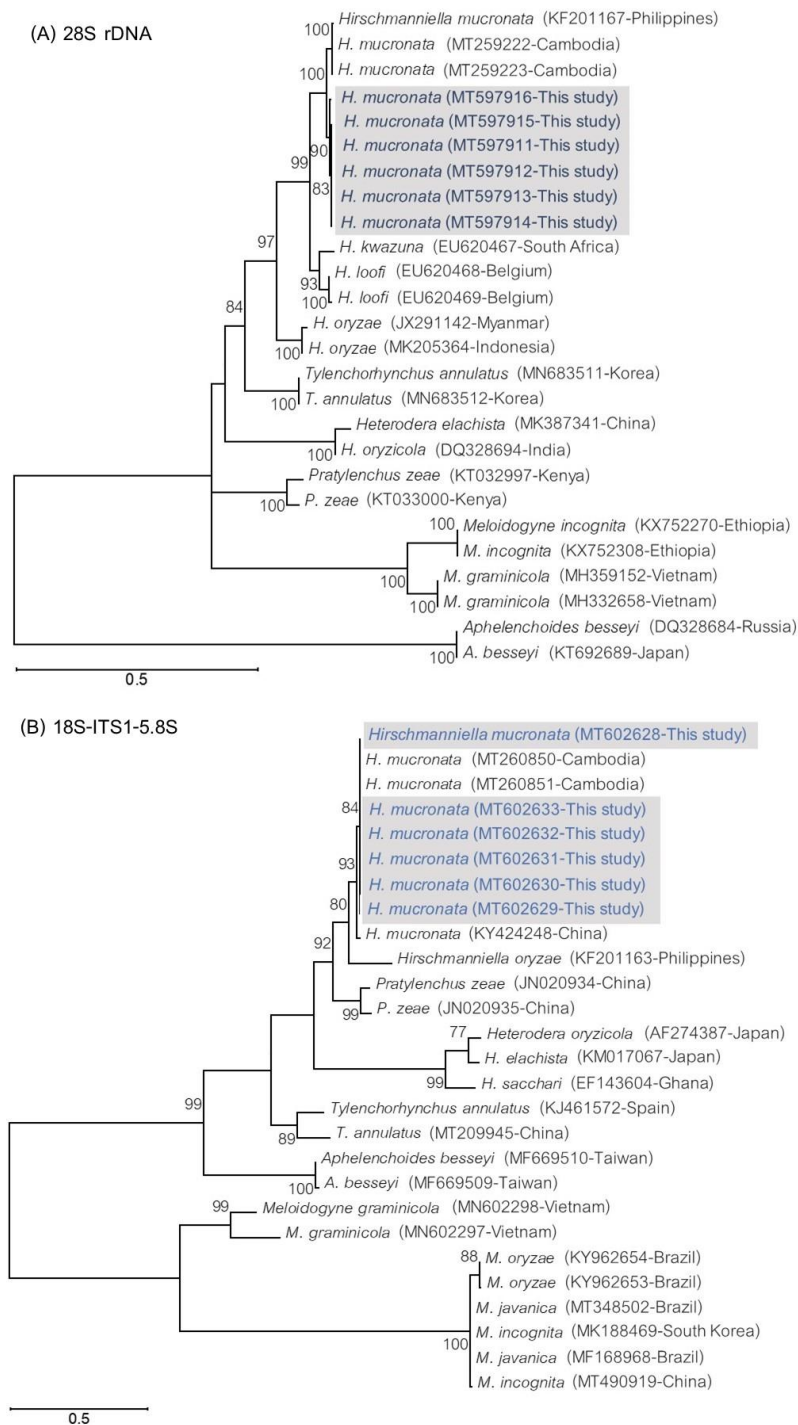 (A) 28S rDNA
100
Hirschmanniella mucronata (KF201167-Philippines)
H. mucronata (MT259222-Cambodia)
100
H. mucronata (MT259223-Cambodia)
H. mucronata (MT597916-This study)
H. mucronata (MT597915-This study)
90
H. mucronata (MT597911-This study)
99
H. mucronata (MT597912-This study)
83
H. mucronata (MT597913-This study)
H. mucronata (MT597914-This study)
97
H. kwazuna (EU620467-South Africa)
H. loofi (EU620468-Belgium)
93
H. loofi (EU620469-Belgium)
100
84
H. oryzae (JX291142-Myanmar)
H. oryzae (MK205364-Indonesia)
100
Tylenchorhynchus annulatus (MN683511-Korea)
T. annulatus (MN683512-Korea)
100
Heterodera elachista (MK387341-China)
H. oryzicola (DQ328694-India)
100
Pratylenchus zeae (KT032997-Kenya)
P. zeae (KT033000-Kenya)
100
100
Meloidogyne incognita (KX752270-Ethiopia)
M. incognita (KX752308-Ethiopia)
100
M. graminicola (MH359152-Vietnam)
M. graminicola (MH332658-Vietnam)
100
Aphelenchoides besseyi (DQ328684-Russia)
A. besseyi (KT692689-Japan)
100
0.5
(B) 18S-ITS1-5.8S
Hirschmanniella mucronata (MT602628-This study)
H. mucronata (MT260850-Cambodia)
H. mucronata (MT260851-Cambodia)
84
H. mucronata (MT602633-This study)
H. mucronata (MT602632-This study)
93
H. mucronata (MT602631-This study)
H. mucronata (MT602630-This study)
80
H. mucronata (MT602629-This study)
H. mucronata (KY424248-China)
92
Hirschmanniella oryzae (KF201163-Philippines)
Pratylenchus zeae (JN020934-China)
P. zeae (JN020935-China)
99
77
Heterodera oryzicola (AF274387-Japan)
H. elachista (KM017067-Japan)
99
H. sacchari (EF143604-Ghana)
99
Tylenchorhynchus annulatus (KJ461572-Spain)
T. annulatus (MT209945-China)
89
Aphelenchoides besseyi (MF669510-Taiwan)
A. besseyi (MF669509-Taiwan)
100
99
Meloidogyne graminicola (MN602298-Vietnam)
M. graminicola (MN602297-Vietnam)
88
M. oryzae (KY962654-Brazil)
M. oryzae (KY962653-Brazil)
M. javanica (MT348502-Brazil)
M. incognita (MK188469-South Korea)
100
M. javanica (MF168968-Brazil)
M. incognita (MT490919-China)
0.5